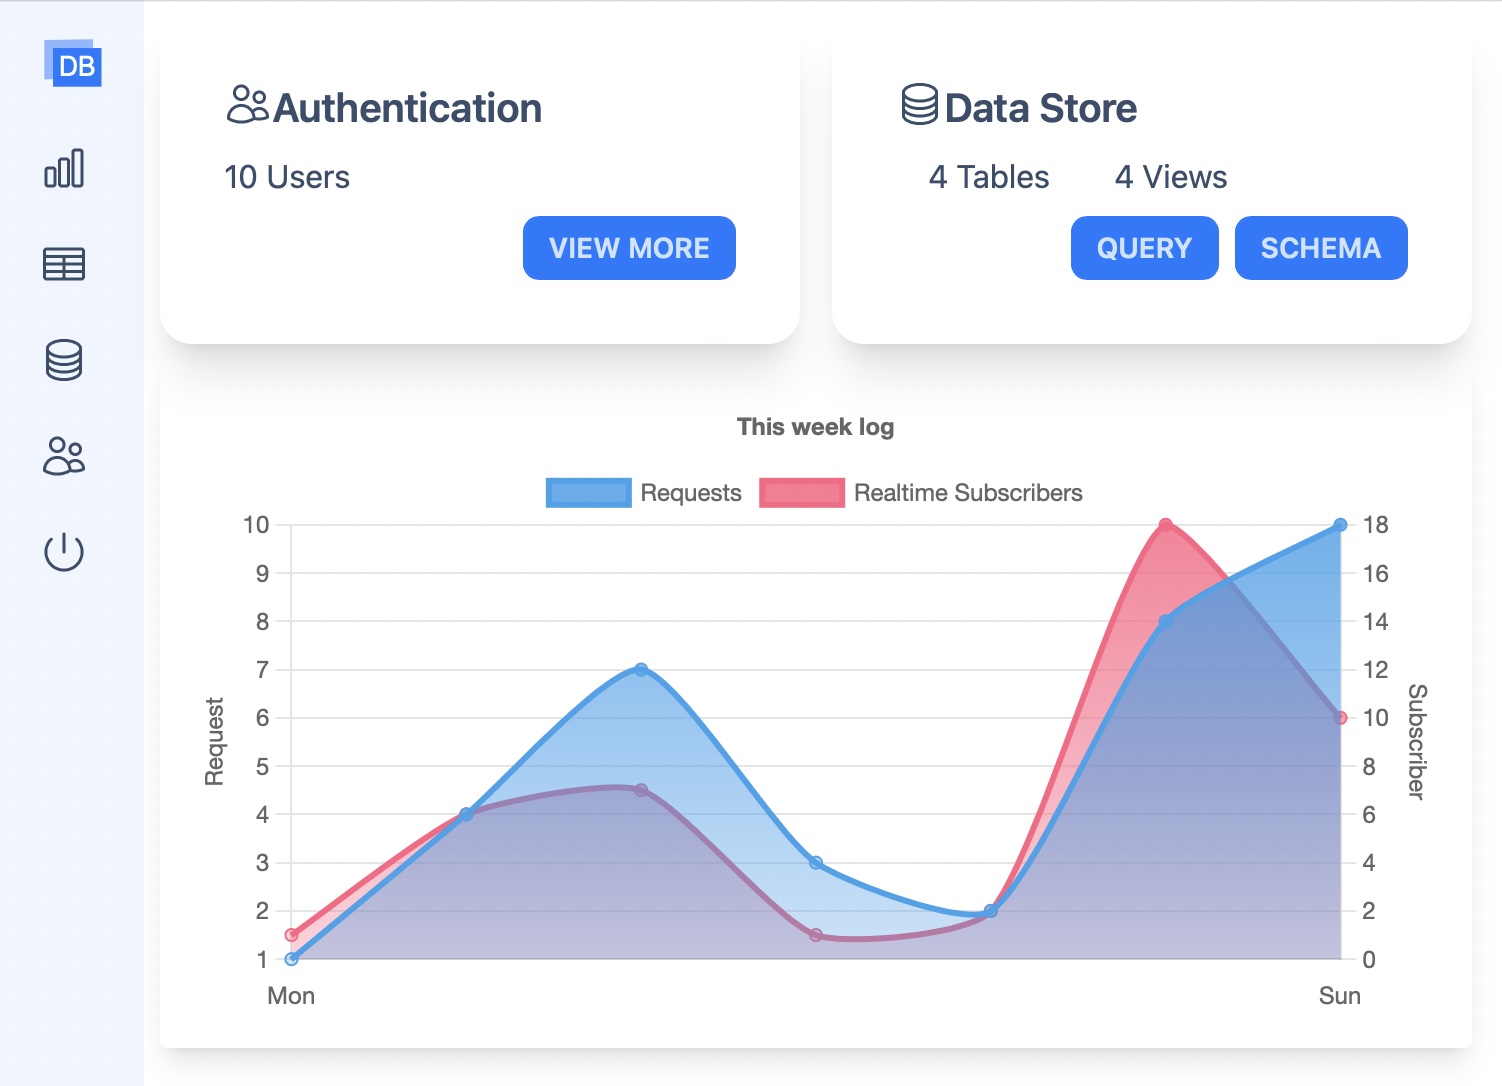 DB
Authentication
10 Users
VIEW MORE
Data Store
4 Tables 4 Views
QUERY SCHEMA
This week log
Requests Realtime Subscribers
10
9
8
7
6
5
4
3
2
1
Request
18
16
14
12
10
8
6
4
2
0
Subscriber
Mon Sun